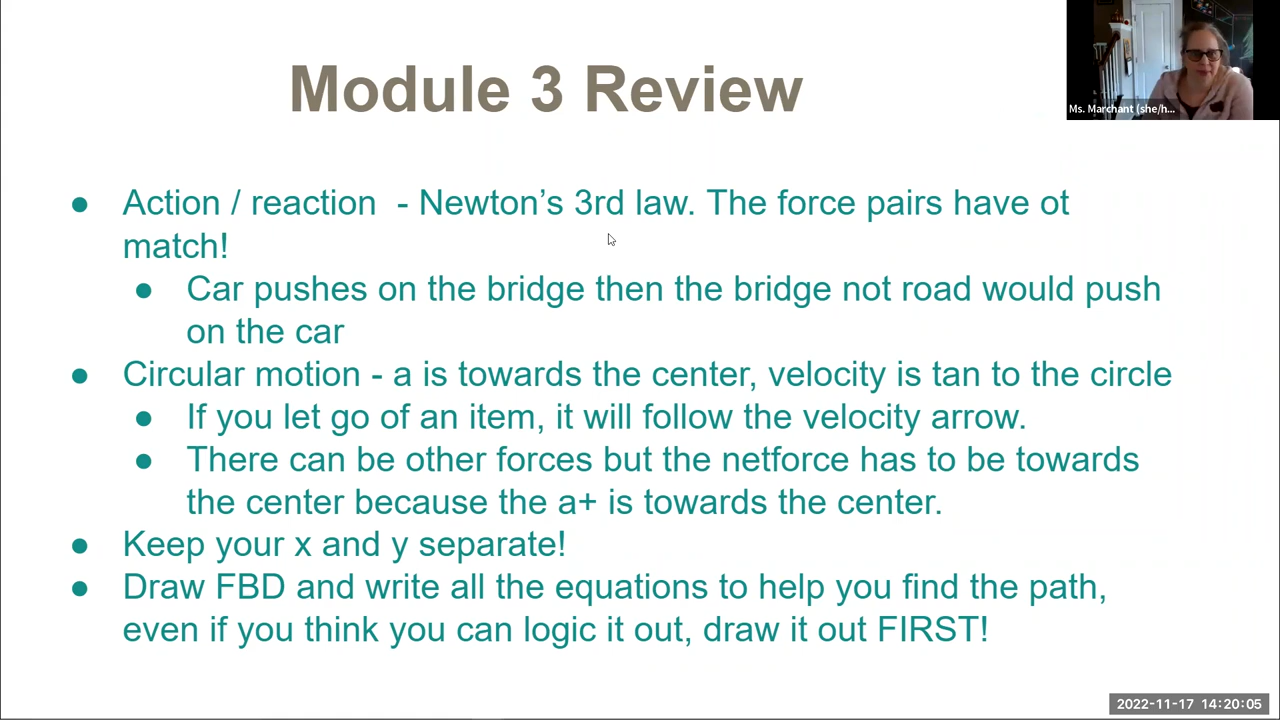 Module 3 Review
Ms. Marchant (she/h...
● Action / reaction - Newton’s 3rd law. The force pairs have ot
match!
● Car pushes on the bridge then the bridge not road would push
on the car
● Circular motion - a is towards the center, velocity is tan to the circle
● If you let go of an item, it will follow the velocity arrow.
● There can be other forces but the netforce has to be towards
the center because the a+ is towards the center.
● Keep your x and y separate!
● Draw FBD and write all the equations to help you find the path,
even if you think you can logic it out, draw it out FIRST!
2022-11-17 14:20:05